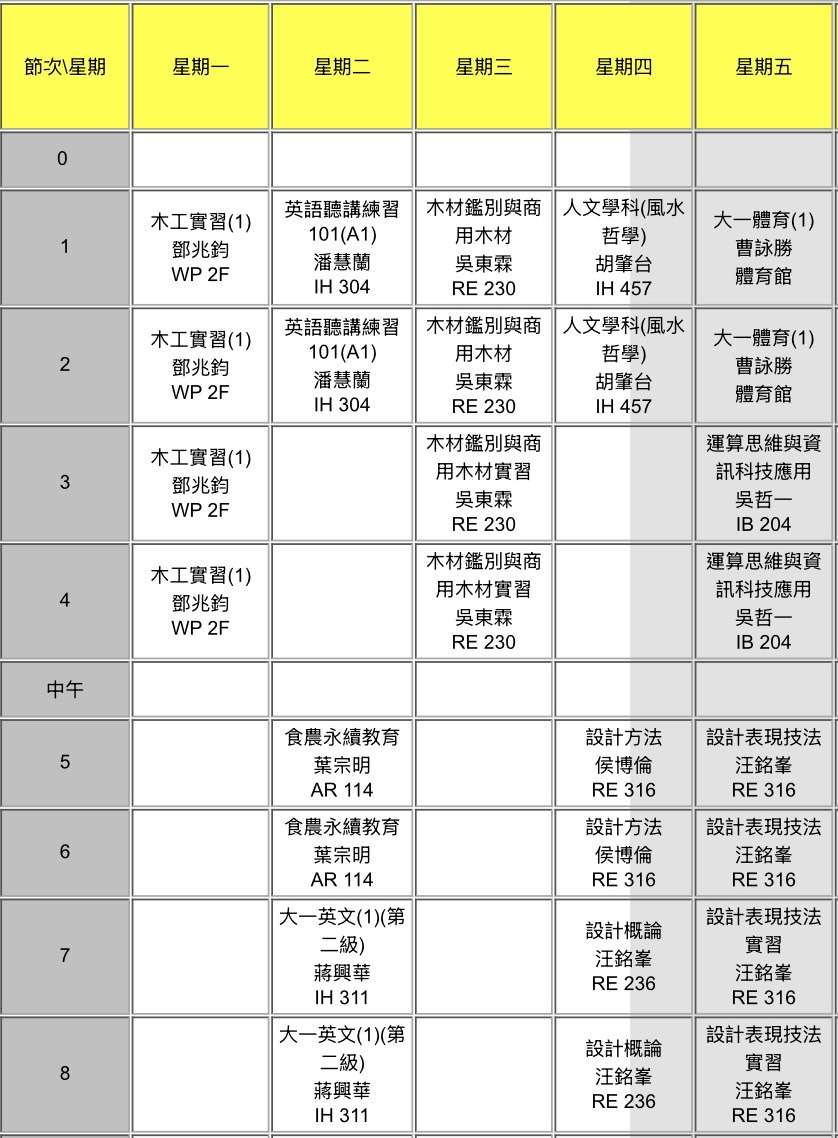 節次\星期 星期一 星期二 星期三 星期四 星期五
0
1
木工實習(1)
鄧兆鈞
WP 2F
英語聽講練習
101(A1)
潘慧蘭
IH 304
木材鑑別與商
用木材
吳東霖
RE 230
人文學科(風水
哲學)
胡肇台
IH 457
大一體育(1)
曹詠勝
體育館
2
木工實習(1)
鄧兆鈞
WP 2F
英語聽講練習
101(A1)
潘慧蘭
IH 304
木材鑑別與商
用木材
吳東霖
RE 230
人文學科(風水
哲學)
胡肇台
IH 457
大一體育(1)
曹詠勝
體育館
3
木工實習(1)
鄧兆鈞
WP 2F
木材鑑別與商
用木材實習
吳東霖
RE 230
運算思維與資
訊科技應用
吳哲一
IB 204
4
木工實習(1)
鄧兆鈞
WP 2F
木材鑑別與商
用木材實習
吳東霖
RE 230
運算思維與資
訊科技應用
吳哲一
IB 204
中午
5
食農永續教育
葉宗明
AR 114
設計方法
侯博倫
RE 316
設計表現技法
汪銘峯
RE 316
6
食農永續教育
葉宗明
AR 114
設計方法
侯博倫
RE 316
設計表現技法
汪銘峯
RE 316
7
大一英文(1)(第
二級)
蔣興華
IH 311
設計概論
汪銘峯
RE 236
設計表現技法
實習
汪銘峯
RE 316
8
大一英文(1)(第
二級)
蔣興華
IH 311
設計概論
汪銘峯
RE 236
設計表現技法
實習
汪銘峯
RE 316